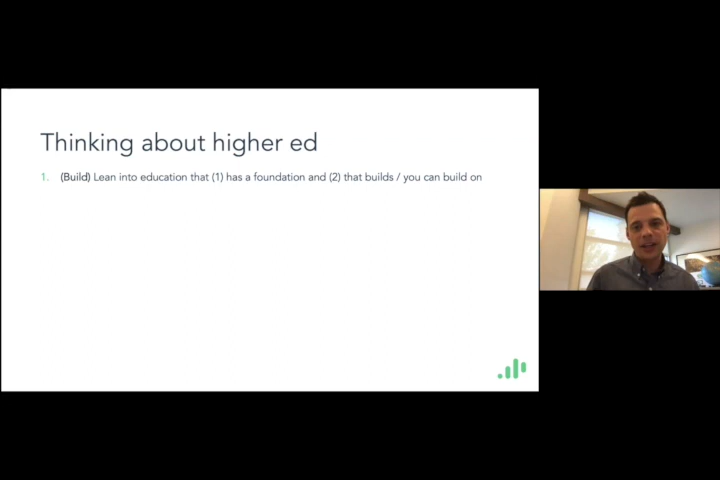 Thinking about higher ed
1. (Build) Lean into education that (1) has a foundation and (2) that builds / you can build on